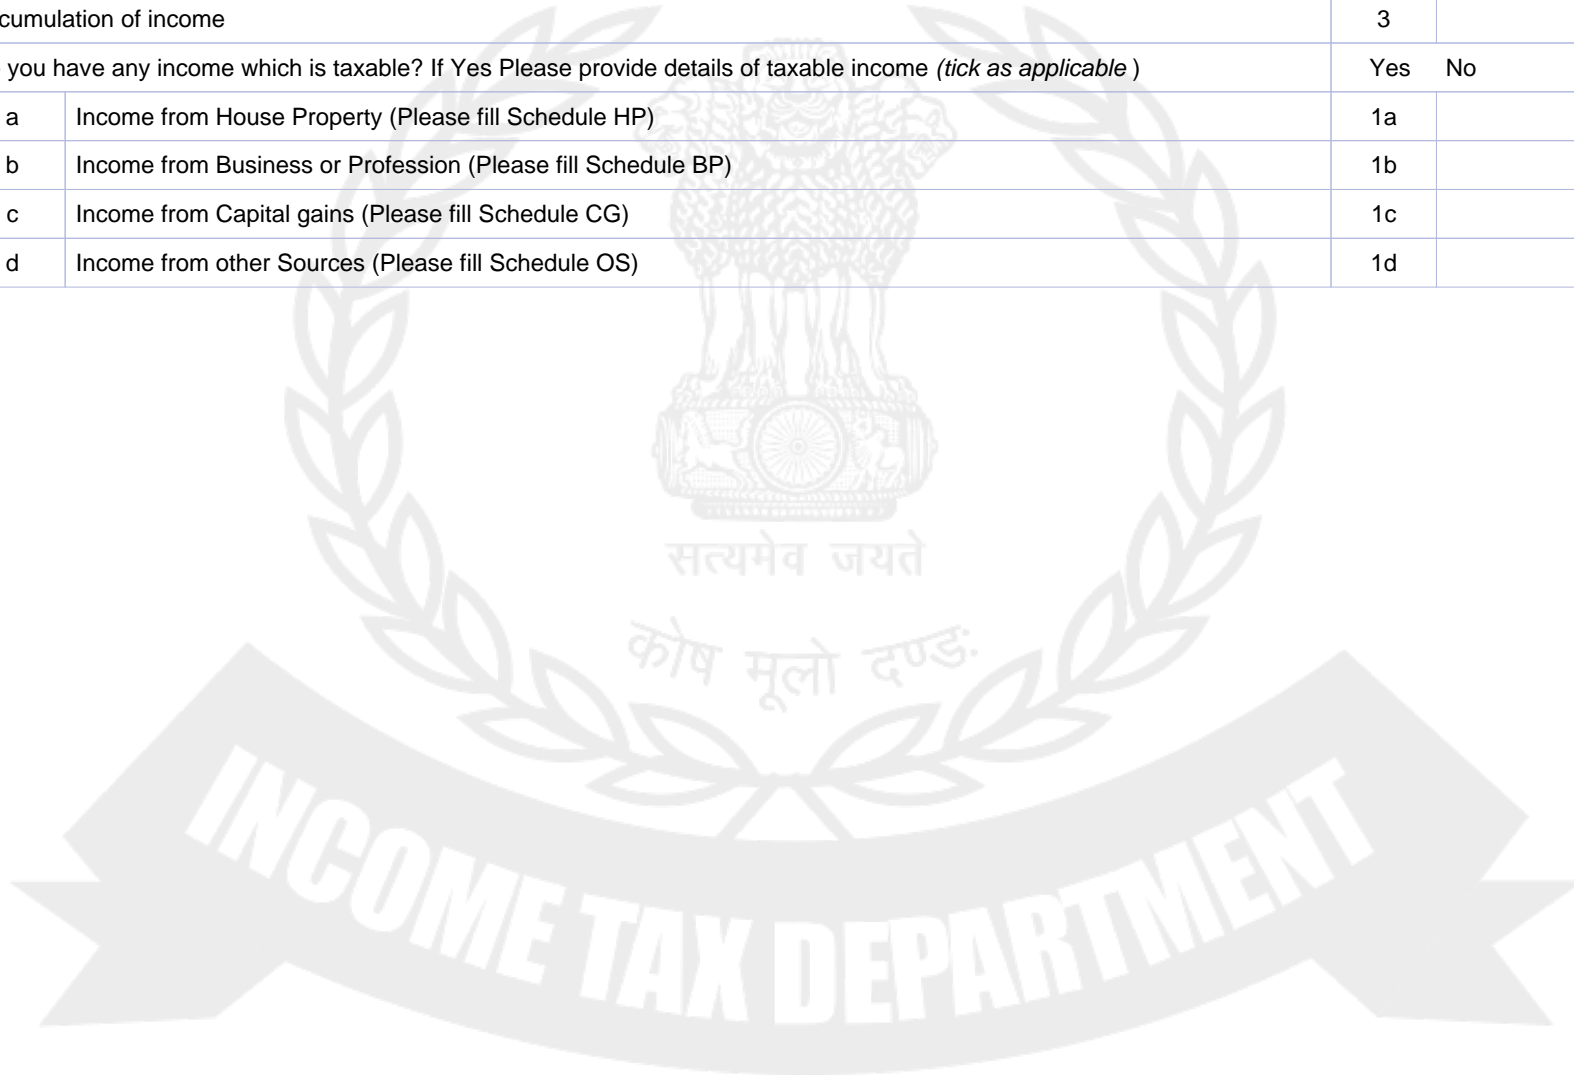 cumulation of income 3
you have any income which is taxable? If Yes Please provide details of taxable income (tick as applicable ) Yes No
a Income from House Property (Please fill Schedule HP) 1a
b Income from Business or Profession (Please fill Schedule BP) 1b
c Income from Capital gains (Please fill Schedule CG) 1c
d Income from other Sources (Please fill Schedule OS) 1d
सत्यमेव जयते
कोष मूलो दण्ड:
INCOME TAX DEPARTMENT